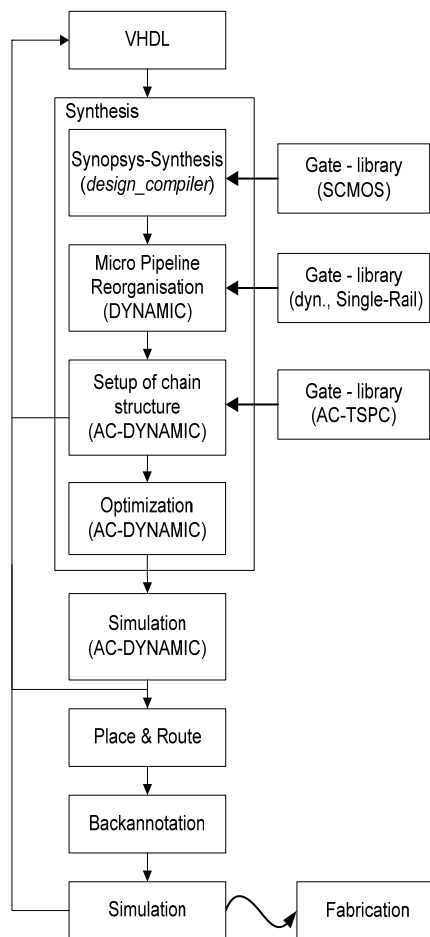 VHDL
Synthesis
Synopsys-Synthesis
(design_compiler)
Gate - library
(SCMOS)
Micro Pipeline
Reorganisation
(DYNAMIC)
Gate - library
(dyn., Single-Rail)
Setup of chain
structure
(AC-DYNAMIC)
Gate - library
(AC-TSPC)
Optimization
(AC-DYNAMIC)
Simulation
(AC-DYNAMIC)
Place & Route
Backannotation
Simulation
Fabrication